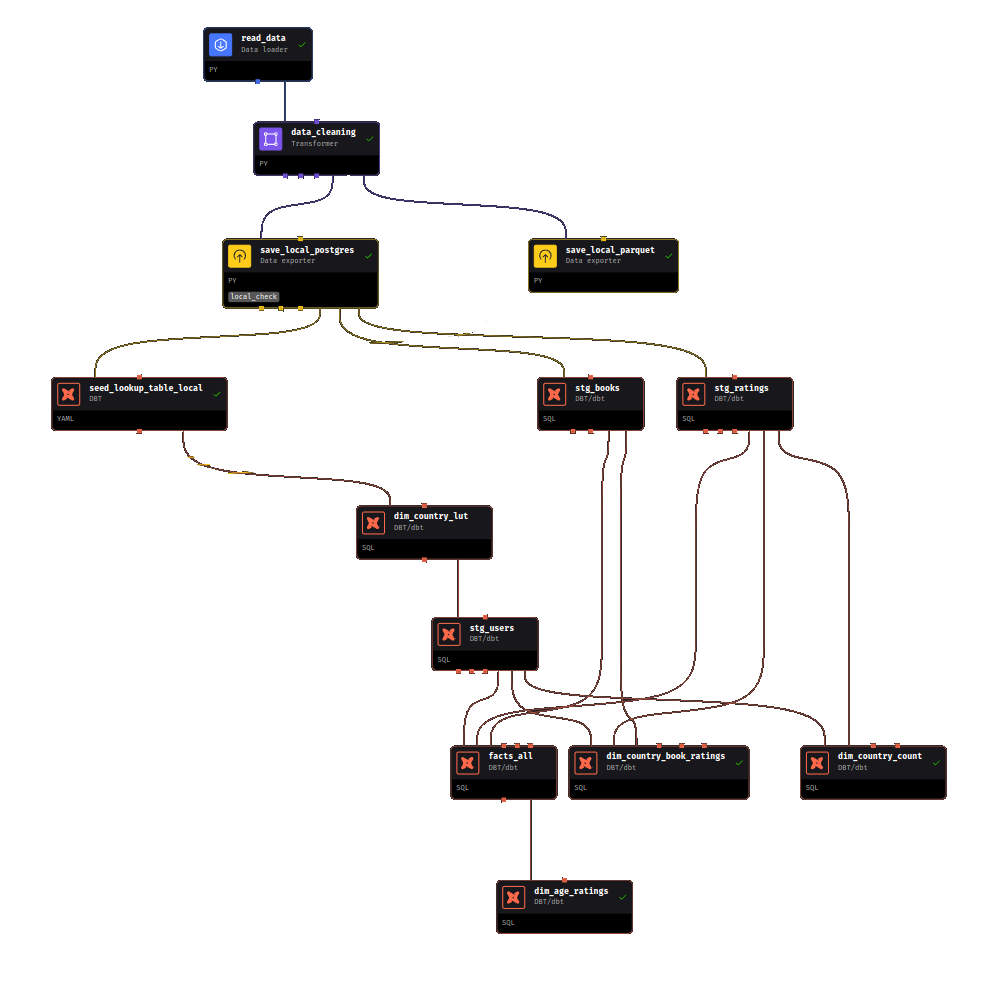 read_data
Data loader
PY
data_cleaning
Transformer
PY
save_local_postgres
Data exporter
PY
local_check
save_local_parquet
Data exporter
PY
seed_lookup_table_local
DBT
YAML
stg_books
DBT/dbt
SQL
stg_ratings
DBT/dbt
SQL
dim_country_lut
DBT/dbt
SQL
stg_users
DBT/dbt
SQL
facts_all
DBT/dbt
SQL
dim_country_book_ratings
DBT/dbt
SQL
dim_country_count
DBT/dbt
SQL
dim_age_ratings
DBT/dbt
SQL